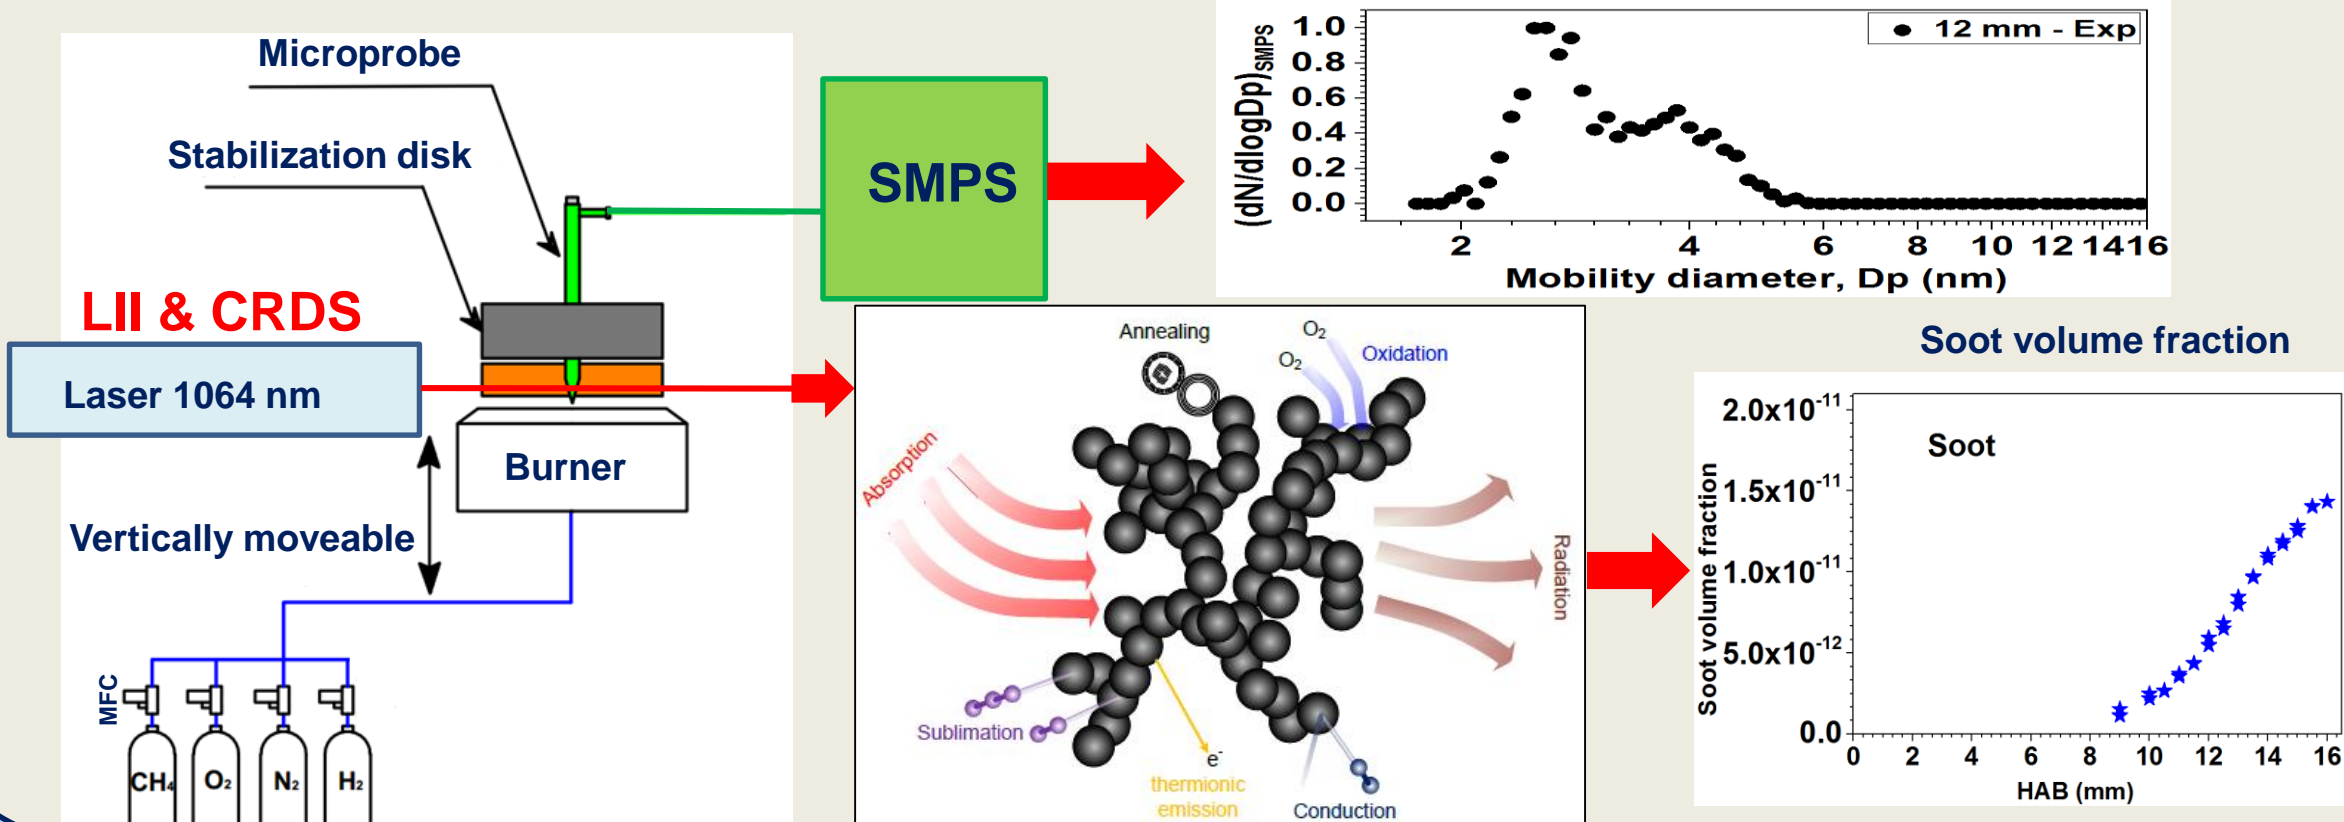 Microprobe
Stabilization disk
LII & CRDS
Laser 1064 nm
Burner
Vertically moveable
MFC
CH4
O2
N2
H2
SMPS
(dN/dlogDp)SMPS
1.0
0.8
0.6
0.4
0.2
0.0
12 mm - Exp
2 4 6 8 10 12 14 16
Mobility diameter, Dp (nm)
Annealing
O2
O2
Oxidation
Absorption
Radiation
Sublimation
e-
thermionic
emission
Conduction
Soot volume fraction
Soot volume fraction
2.0x10-11
1.5x10-11
1.0x10-11
5.0x10-12
0.0
Soot
0 2 4 6 8 10 12 14 16
HAB (mm)